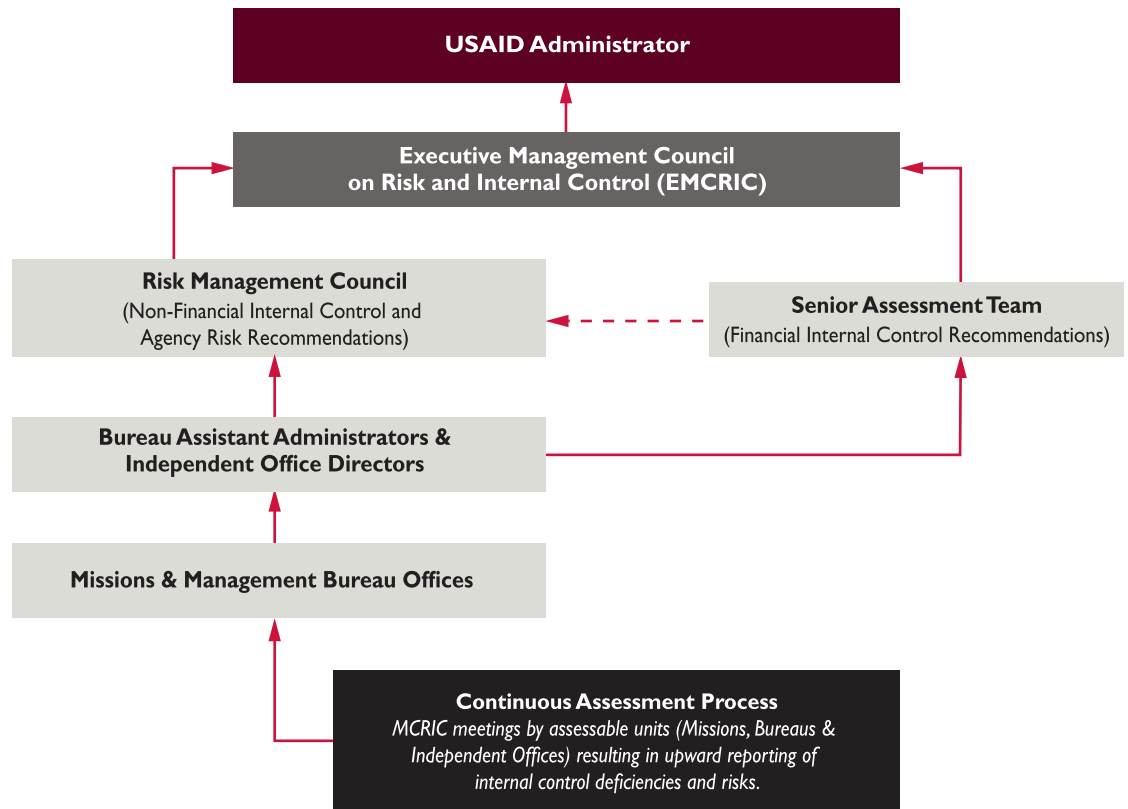 USAID Administrator
Executive Management Council
on Risk and Internal Control (EMCRIC)
Risk Management Council
(Non-Financial Internal Control and
Agency Risk Recommendations)
Senior Assessment Team
(Financial Internal Control Recommendations)
Bureau Assistant Administrators &
Independent Office Directors
Missions & Management Bureau Offices
Continuous Assessment Process
MCRIC meetings by assessable units (Missions, Bureaus &
Independent Offices) resulting in upward reporting of
internal control deficiencies and risks.